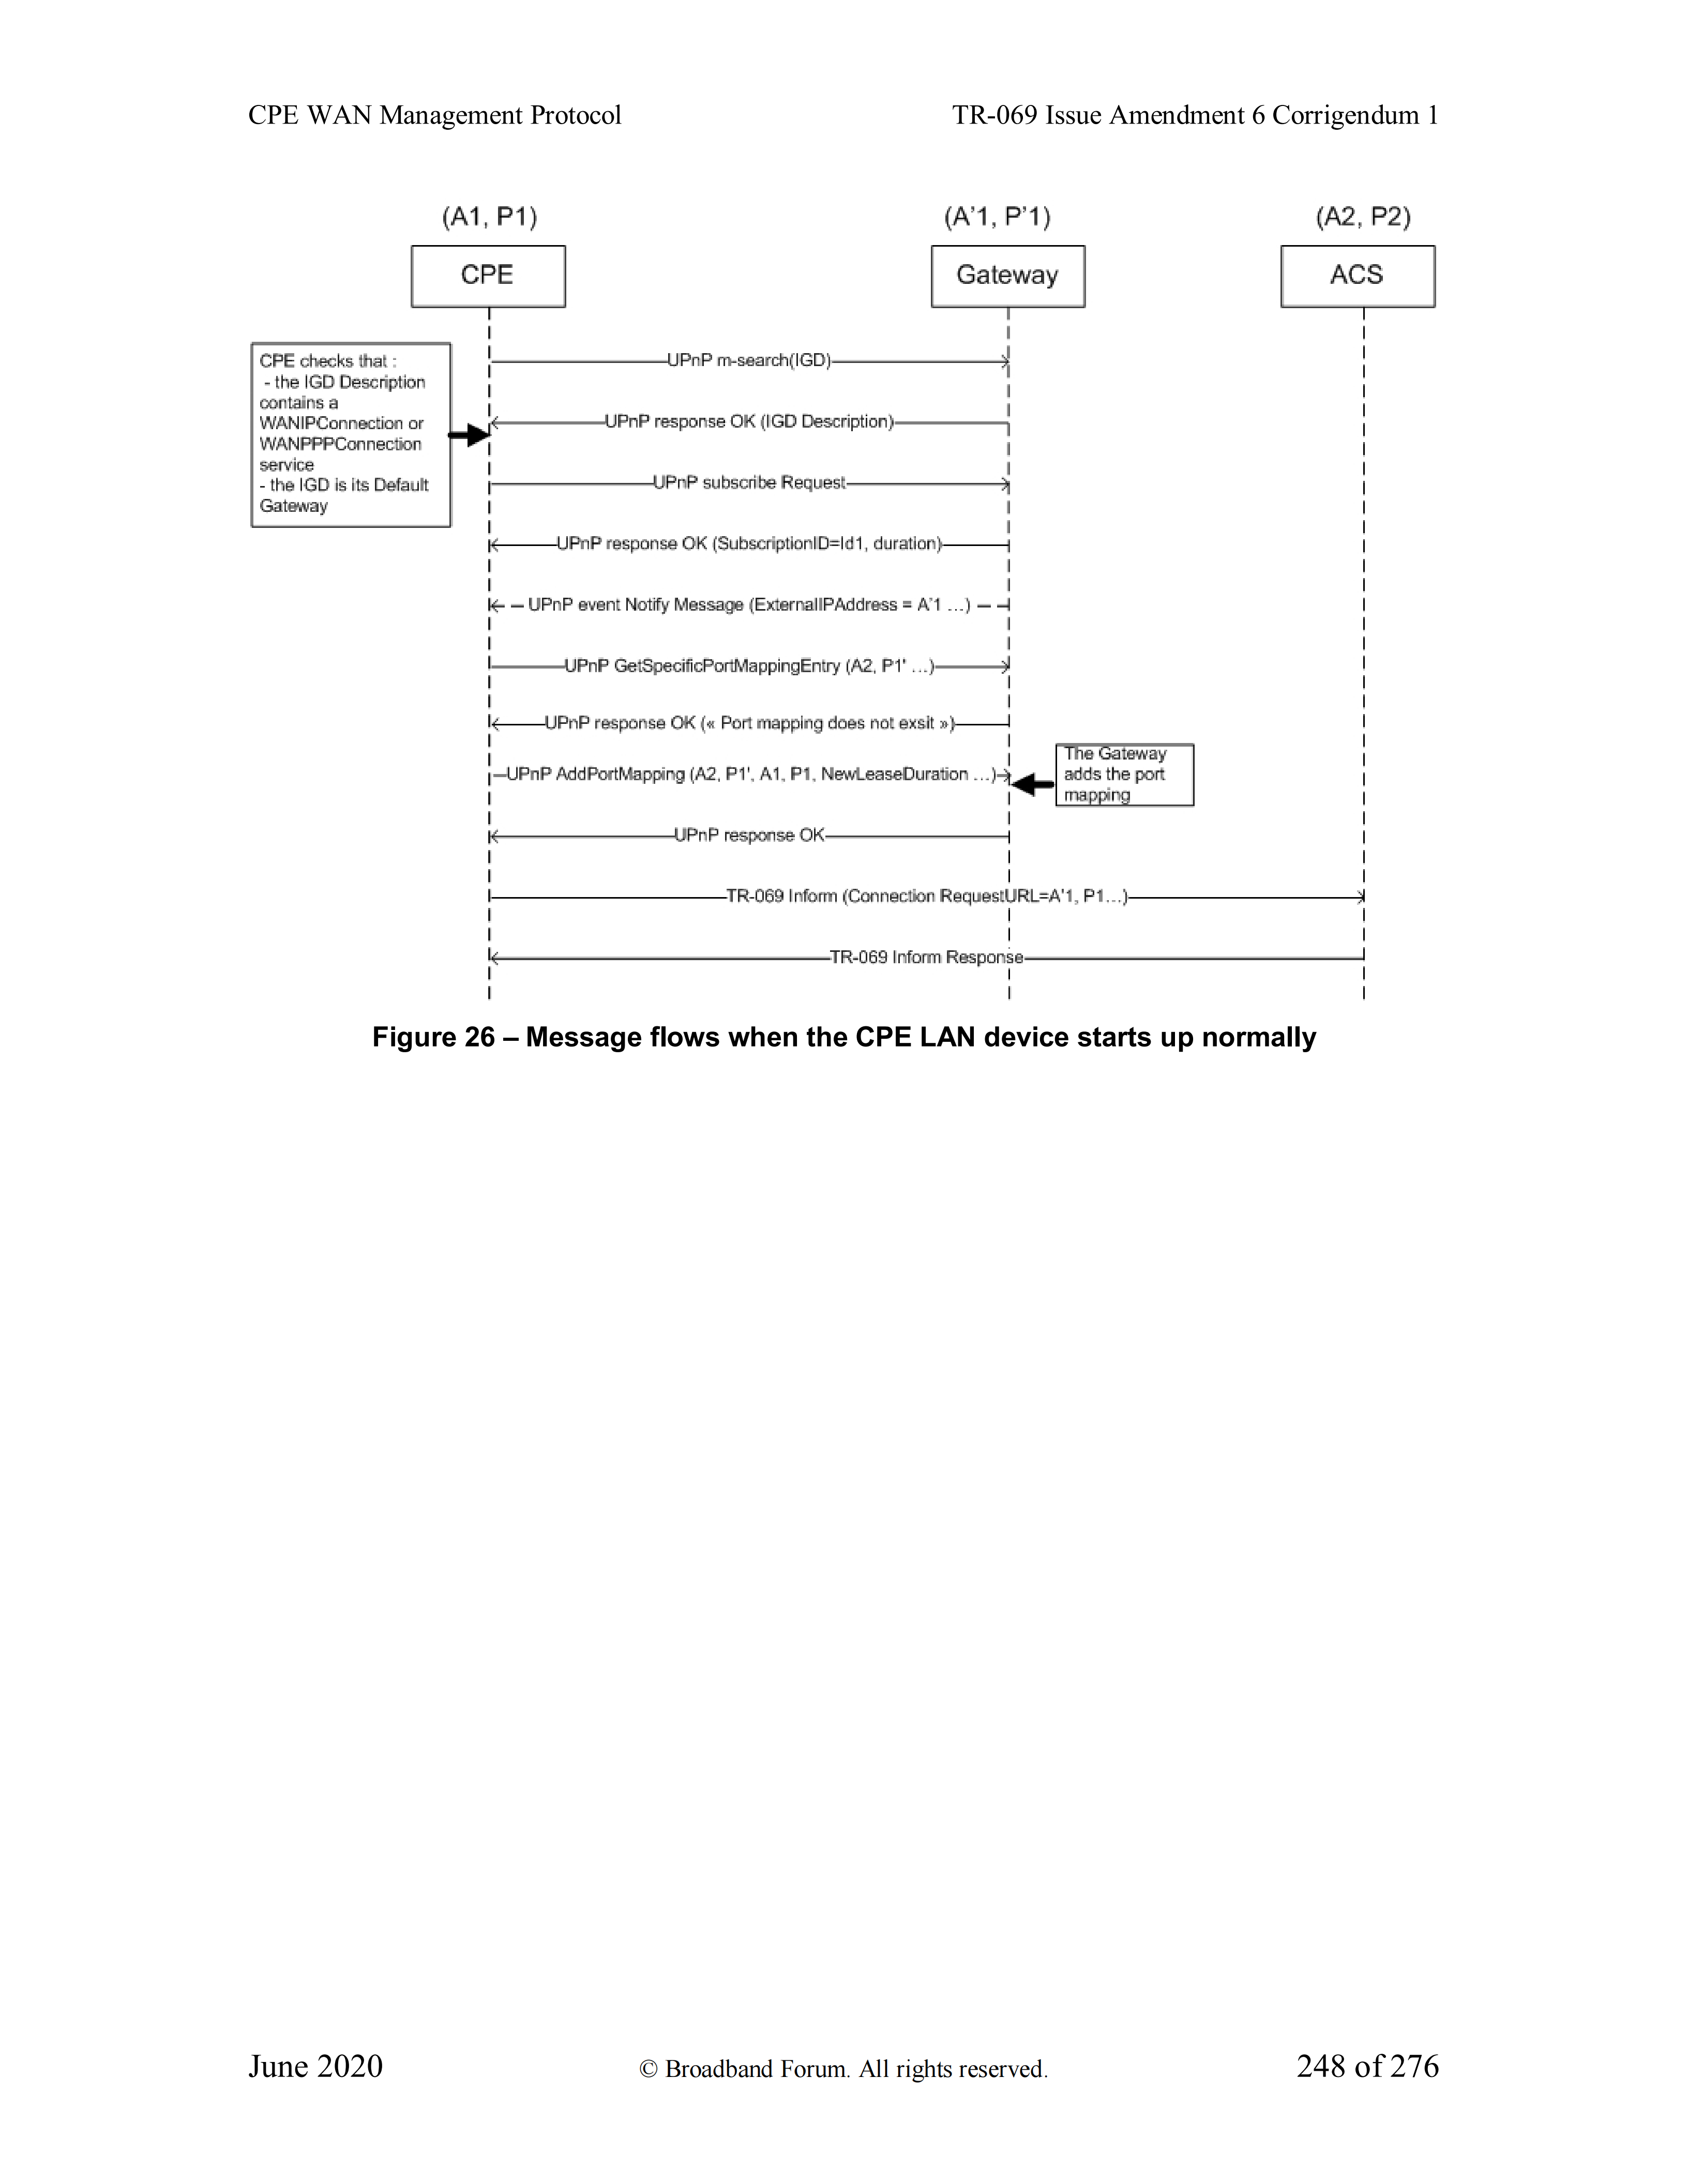 CPE WAN Management Protocol TR-069 Issue Amendment 6 Corrigendum 1
(A1, P1) (A’1, P’1) (A2, P2)
CPE Gateway ACS
CPE checks that :
- the IGD Description
contains a
WANIPConnection or
WANPPPConnection
service
- the IGD is its Default
Gateway
UPnP m-search(IGD)
UPnP response OK (IGD Description)
UPnP subscribe Request
UPnP response OK (SubscriptionID=Id1, duration)
UPnP event Notify Message (ExternalIPAddress = A’1 ...)
UPnP GetSpecificPortMappingEntry (A2, P1' ...)
UPnP response OK (« Port mapping does not exsit »)
UPnP AddPortMapping (A2, P1', A1, P1, NewLeaseDuration ...)
The Gateway
adds the port
mapping
UPnP response OK
TR-069 Inform (Connection RequestURL=A'1, P1...)
TR-069 Inform Response
Figure 26 – Message flows when the CPE LAN device starts up normally
June 2020 © Broadband Forum. All rights reserved. 248 of 276